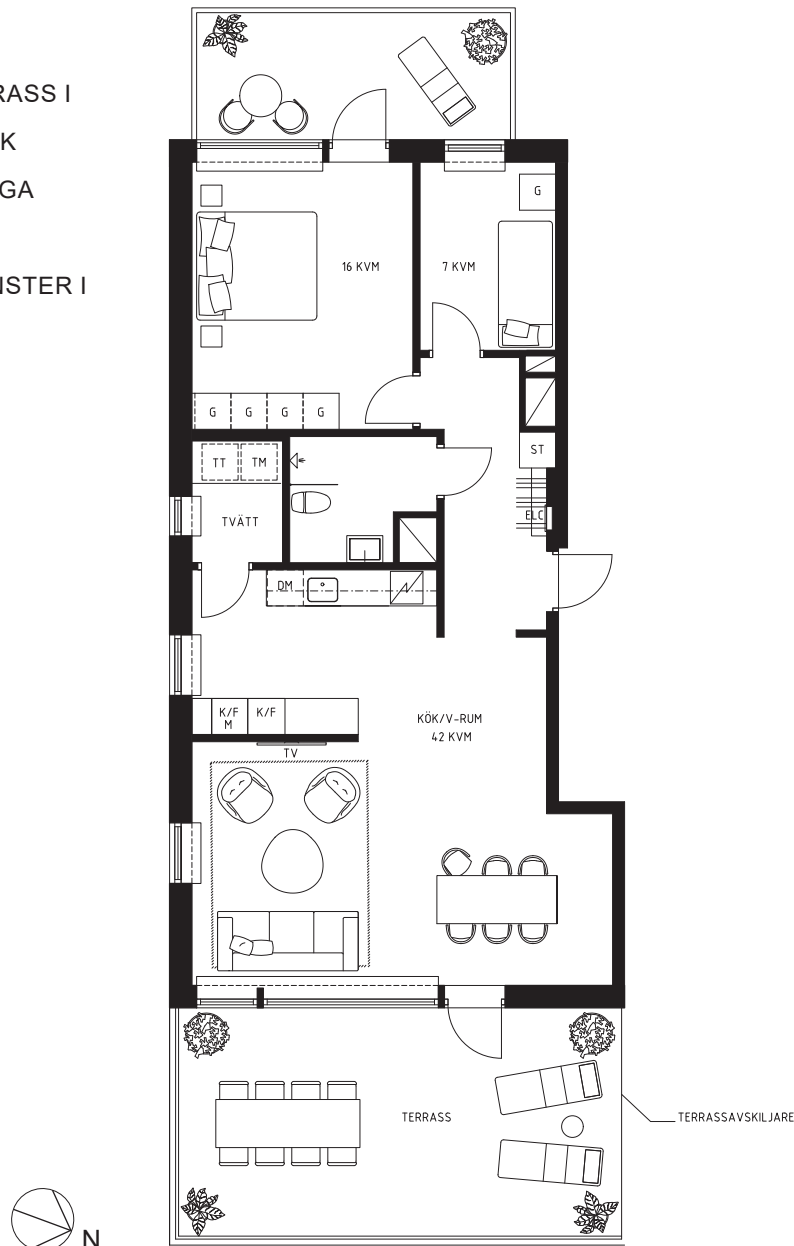 RASS I
K
GA
NSTER I
G
16 KVM
7 KVM
G
G
G
G
ST
TT
TM
ELC
TVÄTT
DM
K/F
M
K/F
KÖK/V-RUM
42 KVM
TV
TERRASS
TERRASSAVSKILJARE
N